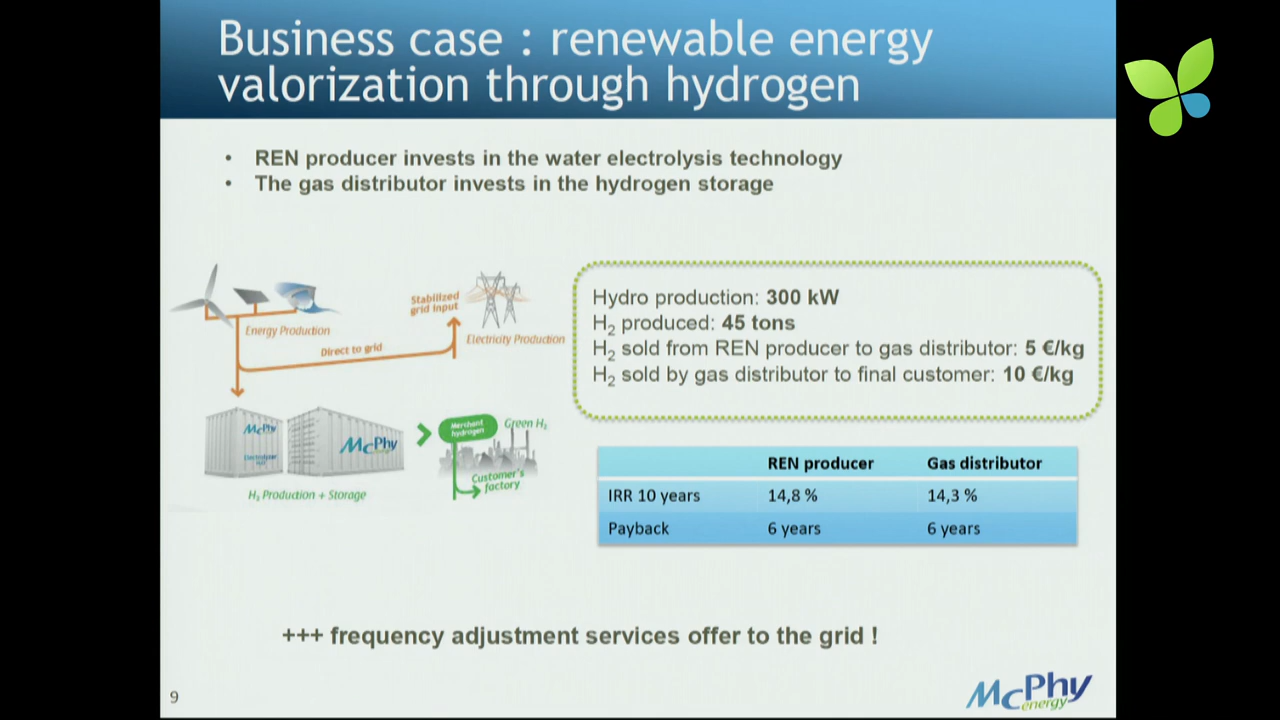 Business case : renewable energy
valorization through hydrogen
• REN producer invests in the water electrolysis technology
• The gas distributor invests in the hydrogen storage
Stabilized
grid input
Energy Production
Direct to grid
Electricity Production
McPhy
Electrolyzer
McPhy
energy
Merchant
hydrogen
Green H₂
Customer's
factory
H₂ Production + Storage
Hydro production: 300 kW
H₂ produced: 45 tons
H₂ sold from REN producer to gas distributor: 5 €/kg
H₂ sold by gas distributor to final customer: 10 €/kg
REN producer Gas distributor
IRR 10 years 14,8 % 14,3 %
Payback 6 years 6 years
+++ frequency adjustment services offer to the grid !
9
McPhy
energy